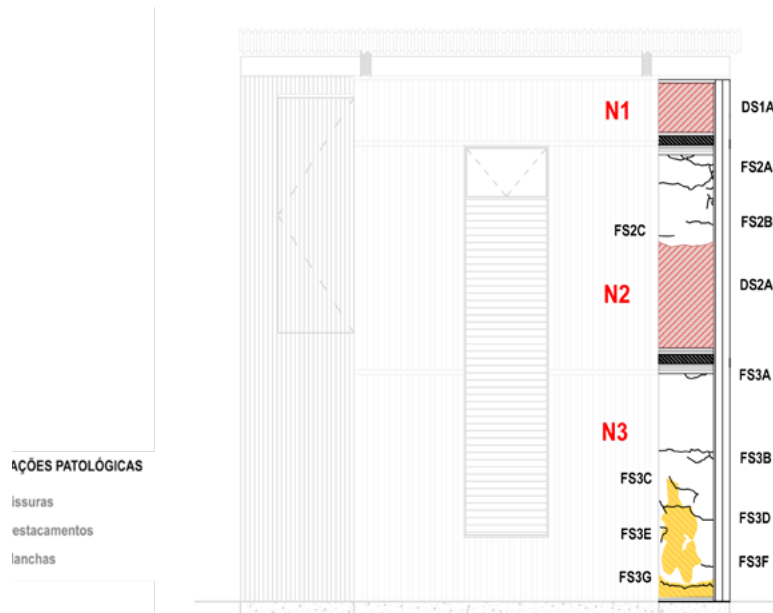 N1
DS1A
FS2A
FS2B
FS2C
DS2A
N2
FS3A
N3
FS3B
AÇÕES PATOLÓGICAS
FS3C
issuras
FS3D
estacamentos
FS3E
lanchas
FS3F
FS3G